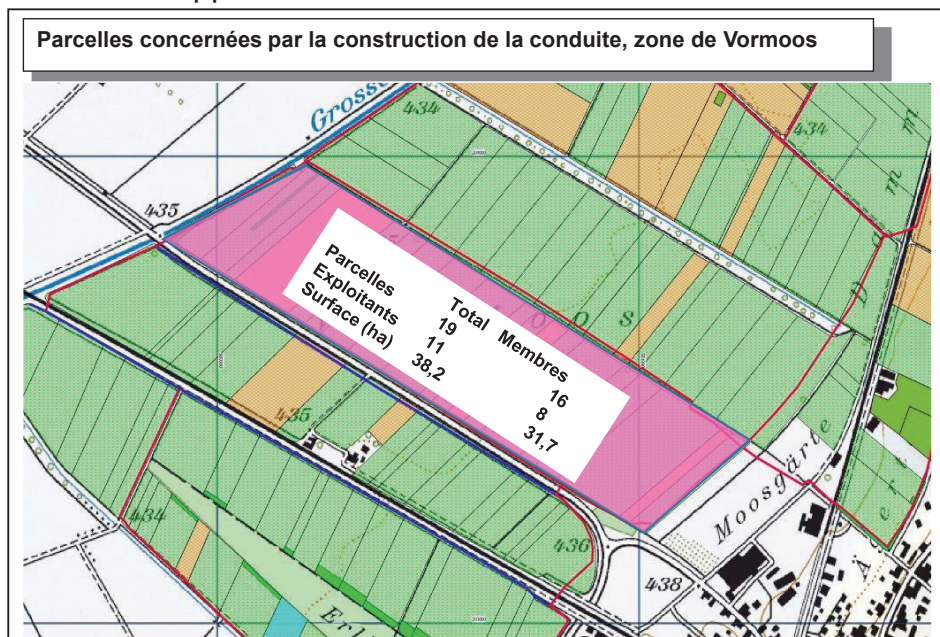 Parcelles concernées par la construction de la conduite, zone de Vormoos
434
Grosse
434
435
Total Membres
Parcelles 19 16
Exploitants 11 8
Surface (ha) 38,2 31,7
o o s
D a m m
435
434
436
438
Moosgärte
e r t
A
Erl